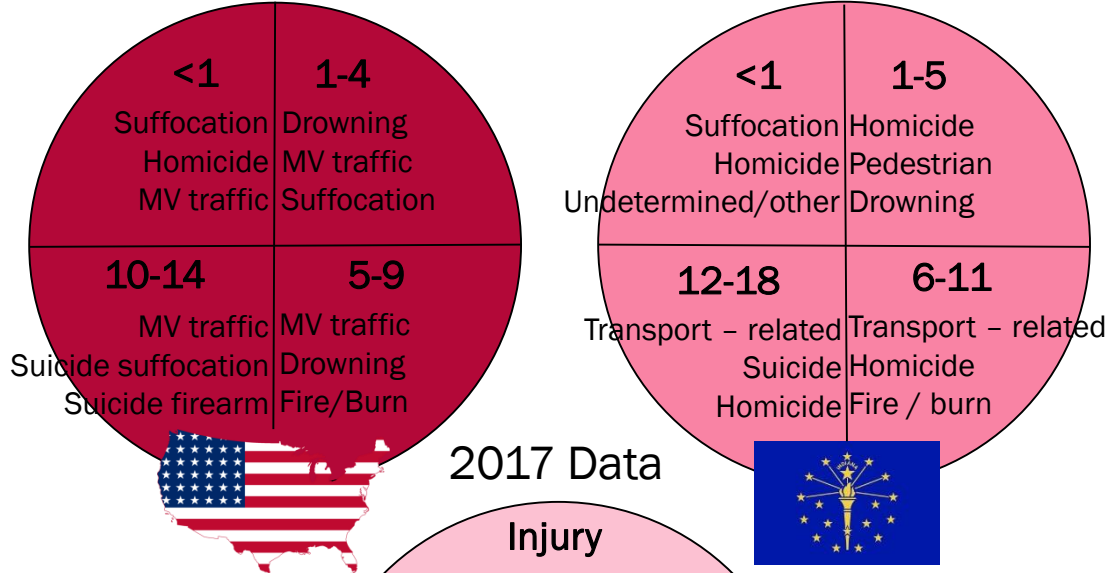 <1
Suffocation
Homicide
MV traffic
1-4
Drowning
MV traffic
Suffocation
10-14
MV traffic
Suicide suffocation
Suicide firearm
5-9
MV traffic
Drowning
Fire/Burn
<1
Suffocation
Homicide
Undetermined/other
1-5
Homicide
Pedestrian
Drowning
12-18
Transport – related
Suicide
Homicide
6-11
Transport – related
Homicide
Fire / burn
2017 Data
INDIANA
Injury